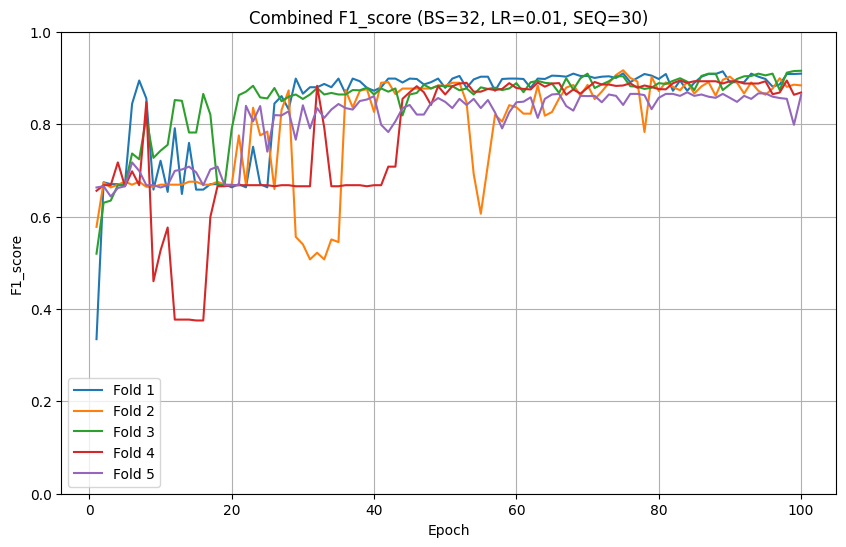 Combined F1_score (BS=32, LR=0.01, SEQ=30)
1.0
0.8
0.6
0.4
0.2
0.0
F1_score
Fold 1
Fold 2
Fold 3
Fold 4
Fold 5
0 20 40 60 80 100
Epoch